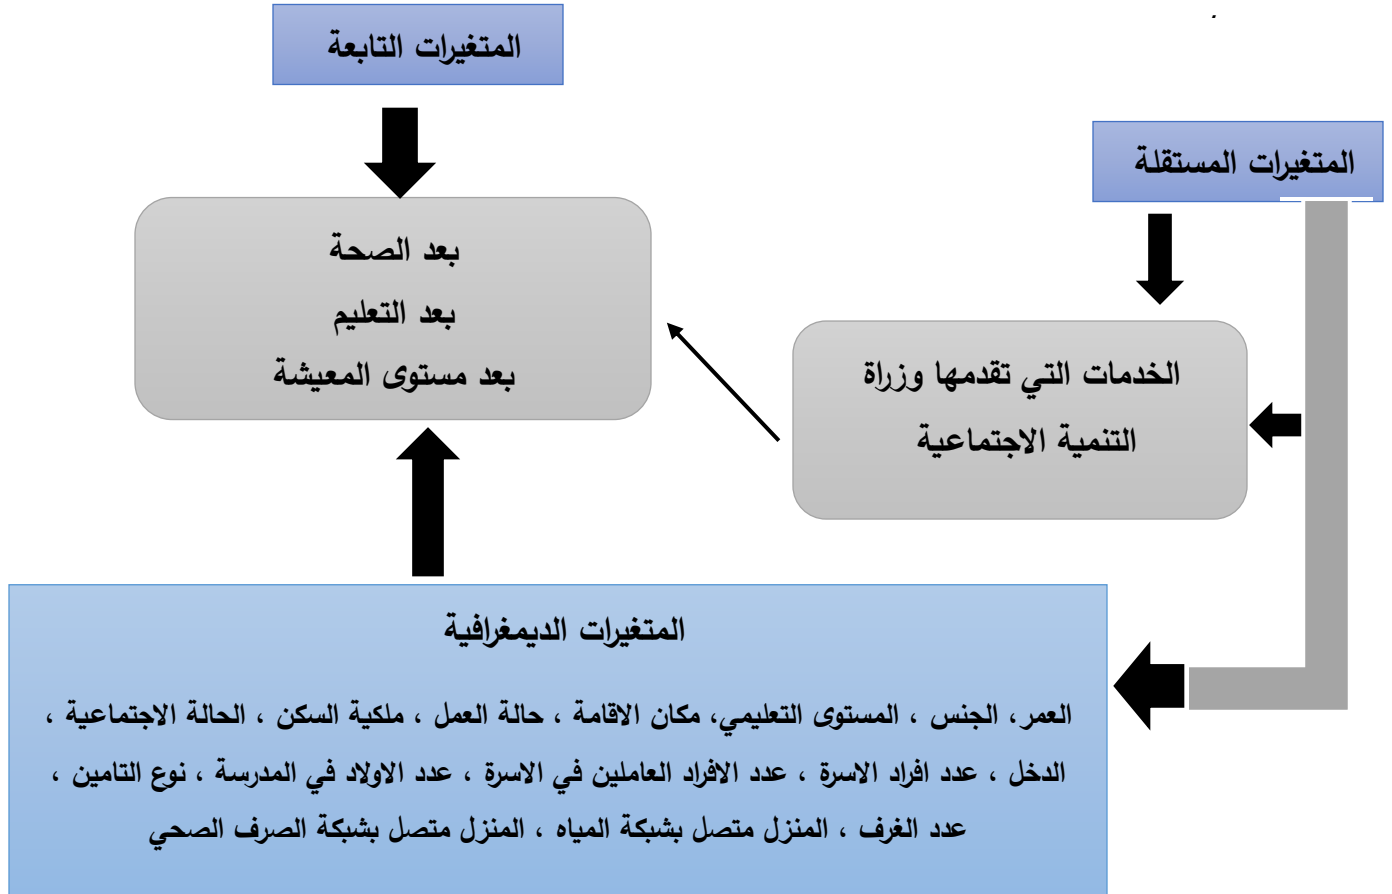 المتغيرات التابعة
المتغيرات المستقلة
بعد الصحة
بعد التعليم
بعد مستوى المعيشة
الخدمات التي تقدمها وزراة
التنمية الاجتماعية
المتغيرات الديمغرافية
العمر، الجنس ، المستوى التعليمي، مكان الاقامة ، حالة العمل ، ملكية السكن ، الحالة الاجتماعية ،
الدخل ، عدد افراد الاسرة ، عدد الافراد العاملين في الاسرة ، عدد الاولاد في المدرسة ، نوع التامين ،
عدد الغرف ، المنزل متصل بشبكة المياه ، المنزل متصل بشبكة الصرف الصحي